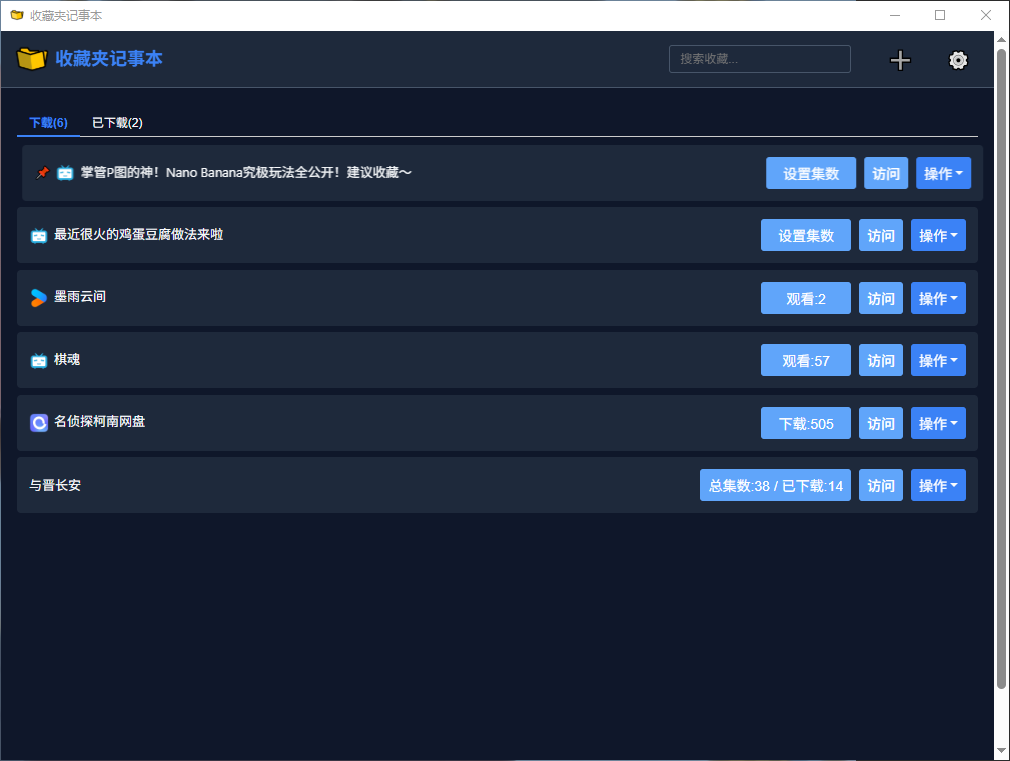 收藏夹记事本
收藏夹记事本
搜索收藏...
下载(6) 已下载(2)
掌管P图的神！Nano Banana究极玩法全公开！建议收藏～ 设置集数 访问 操作
最近很火的鸡蛋豆腐做法来啦 设置集数 访问 操作
墨雨云间 观看:2 访问 操作
棋魂 观看:57 访问 操作
名侦探柯南网盘 下载:505 访问 操作
与晋长安 总集数:38 / 已下载:14 访问 操作